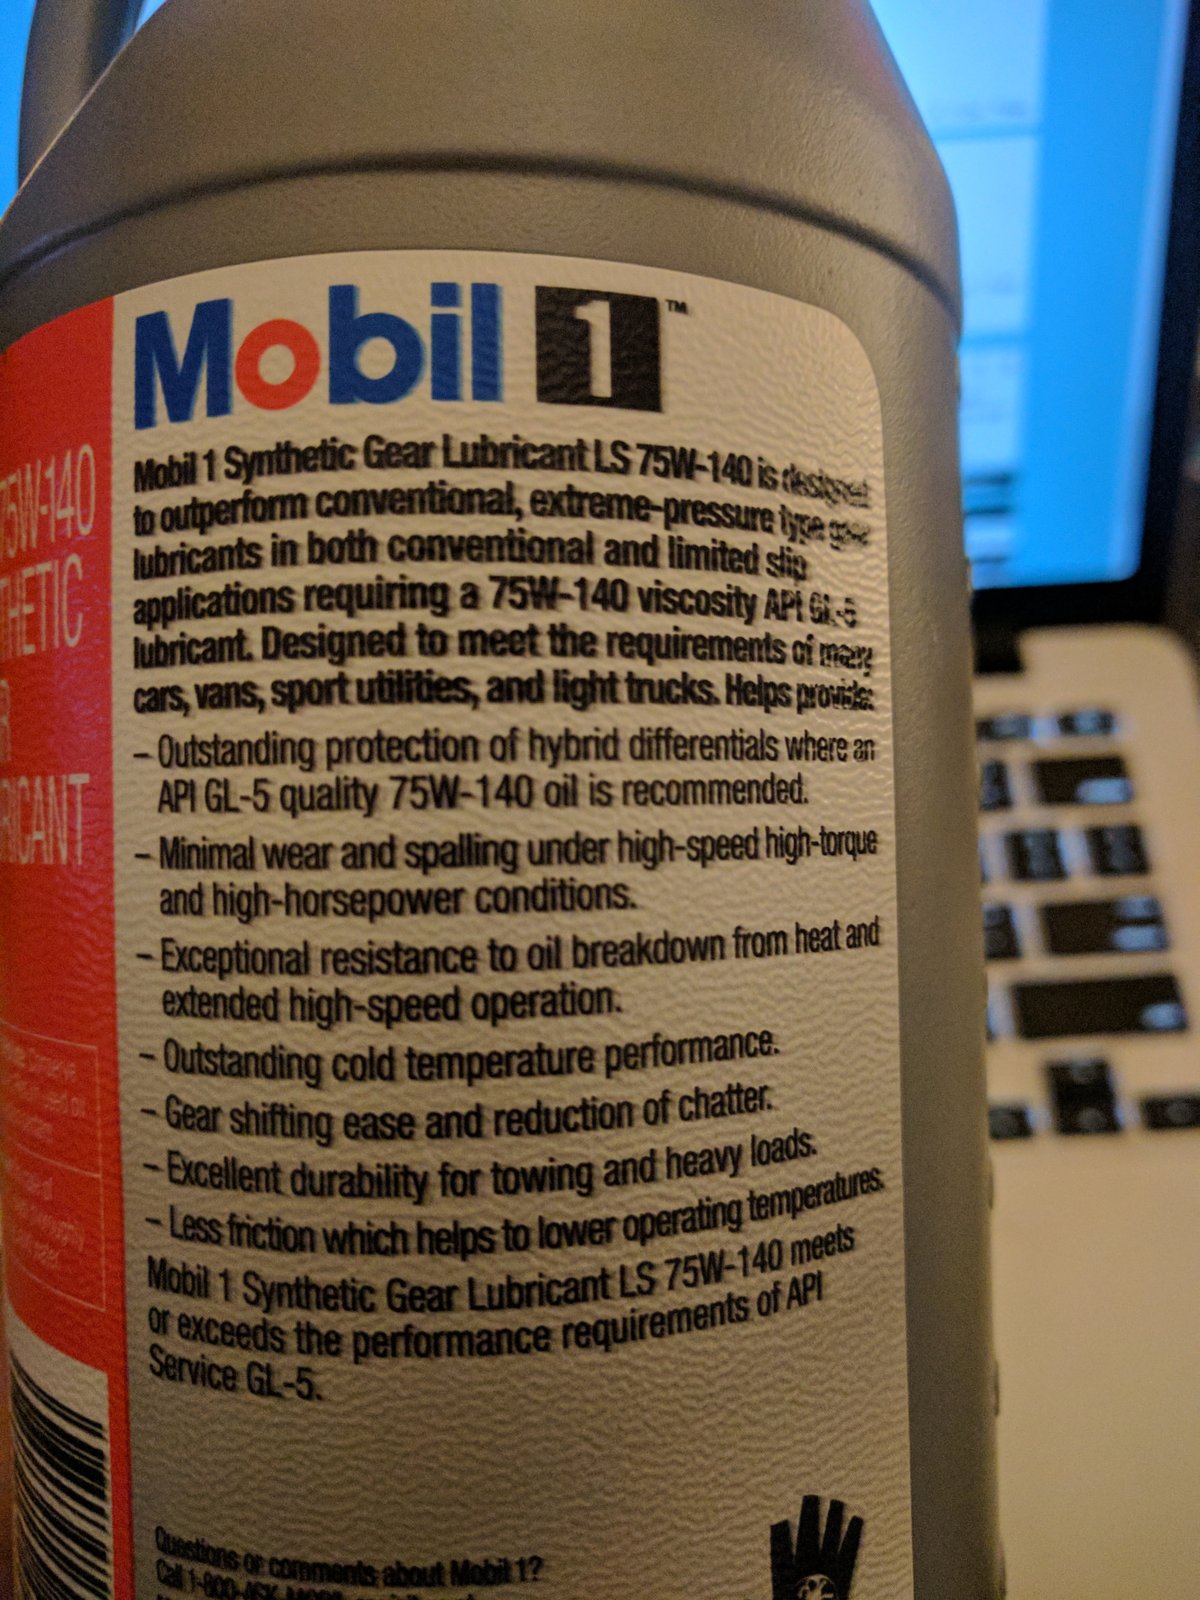 Mobil 1™
Mobil 1 Synthetic Gear Lubricant LS 75W-140 is designed
to outperform conventional, extreme-pressure type gear
lubricants in both conventional and limited slip
applications requiring a 75W-140 viscosity API GL-5
lubricant. Designed to meet the requirements of many
cars, vans, sport utilities, and light trucks. Helps provide:
– Outstanding protection of hybrid differentials where an
API GL-5 quality 75W-140 oil is recommended.
– Minimal wear and spalling under high-speed high-torque
and high-horsepower conditions.
– Exceptional resistance to oil breakdown from heat and
extended high-speed operation.
– Outstanding cold temperature performance.
– Gear shifting ease and reduction of chatter.
– Excellent durability for towing and heavy loads.
– Less friction which helps to lower operating temperatures.
Mobil 1 Synthetic Gear Lubricant LS 75W-140 meets
or exceeds the performance requirements of API
Service GL-5.
Questions or comments about Mobil 1?
Call
75W-140
THETIC
RICANT